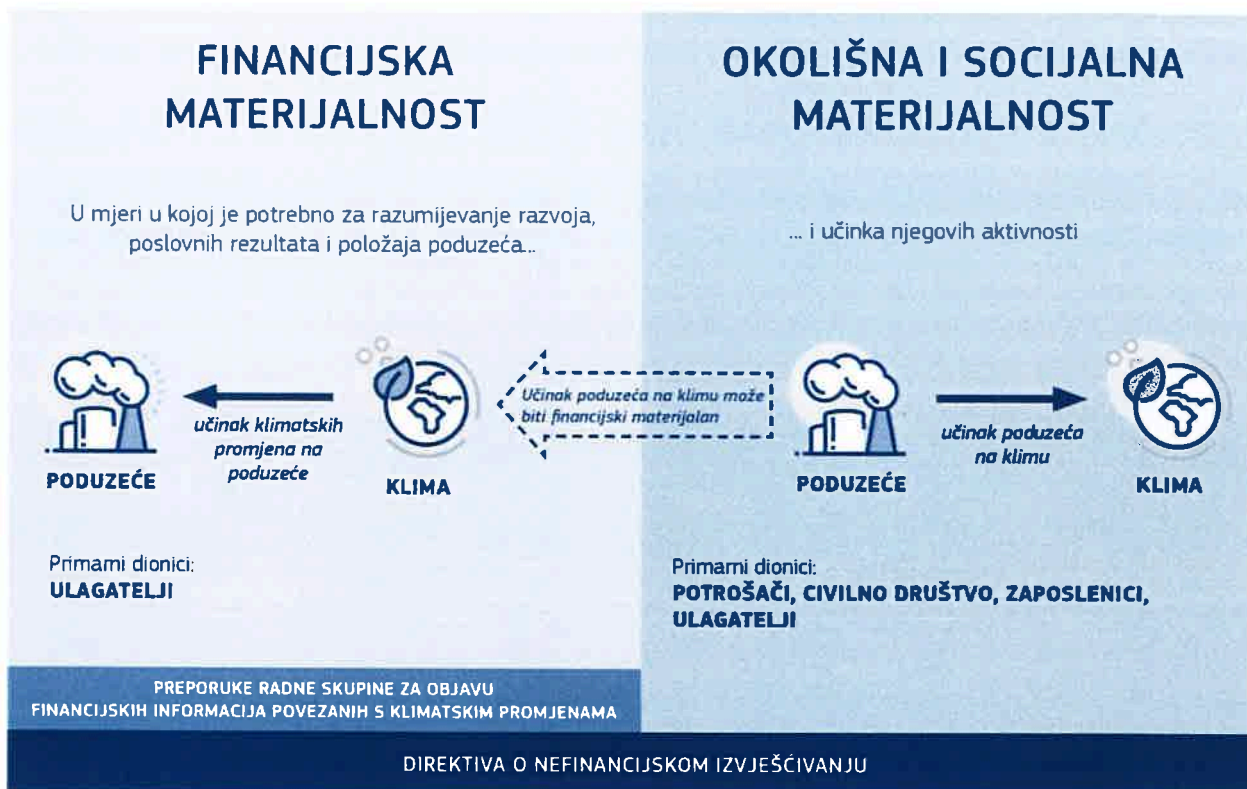 FINANCIJSKA
MATERIJALNOST
U mjeri u kojoj je potrebno za razumijevanje razvoja,
poslovnih rezultata i položaja poduzeća...
učinak klimatskih
promjena na
poduzeće
PODUZEĆE
KLIMA
Primarni dionici:
ULAGATELJI
PREPORUKE RADNE SKUPINE ZA OBJAVU
FINANCIJSKIH INFORMACIJA POVEZANIH S KLIMATSKIM PROMJENAMA
Učinak poduzeća na klimu može
biti financijski materijalan
OKOLIŠNA I SOCIJALNA
MATERIJALNOST
... i učinka njegovih aktivnosti
učinak poduzeća
na klimu
PODUZEĆE
KLIMA
Primarni dionici:
POTROŠAČI, CIVILNO DRUŠTVO, ZAPOSLENICI,
ULAGATELJI
DIREKTIVA O NEFINANCIJSKOM IZVJEŠĆIVANJU